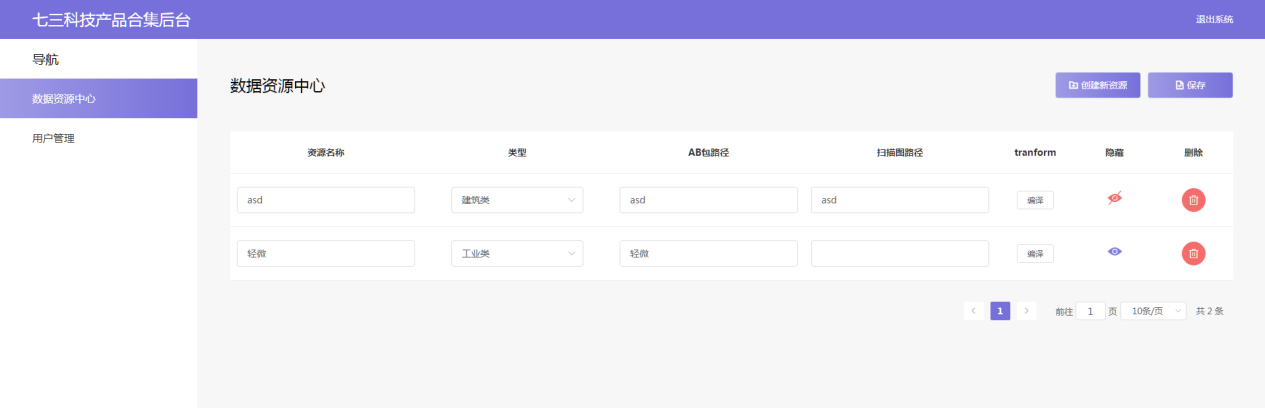 七三科技产品合集后台 退出系统
导航
数据资源中心
用户管理
数据资源中心 创建新资源 保存
资源名称 类型 AB包路径 扫描图路径 tranform 隐藏 删除
asd 建筑类 asd asd 编译
轻微 工业类 轻微 编译
1 前往 1 页 10条/页 共 2 条